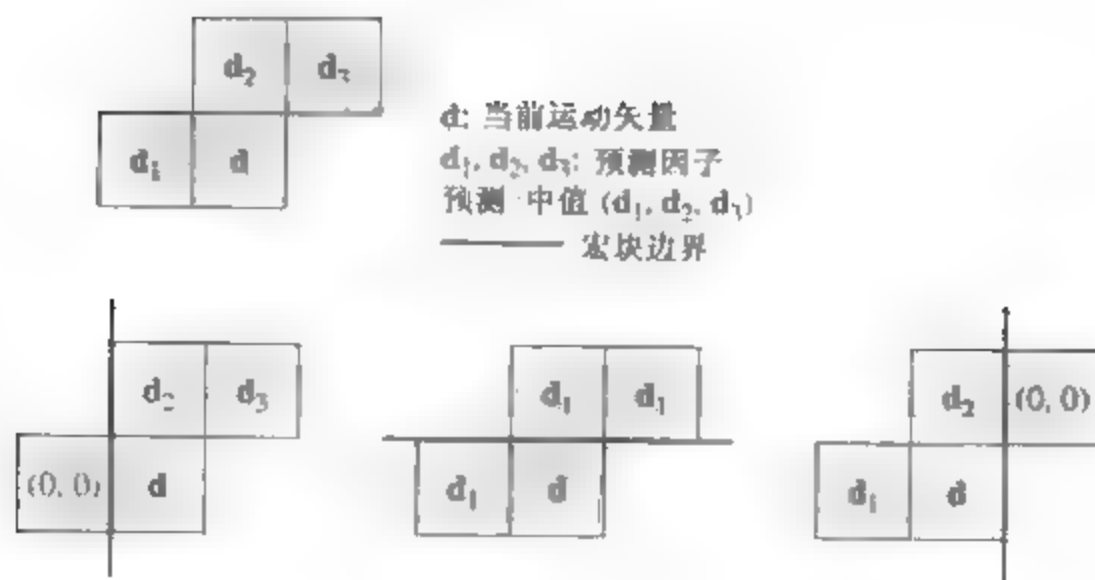 d₂ d₃
d₁ d
d: 当前运动矢量
d₁, d₂, d₃: 预测因子
预测 中值 (d₁, d₂, d₃)
宏块边界
d₂ d₃
(0, 0) d
d₁ d₁
d₁ d
d₂ (0, 0)
d₁ d